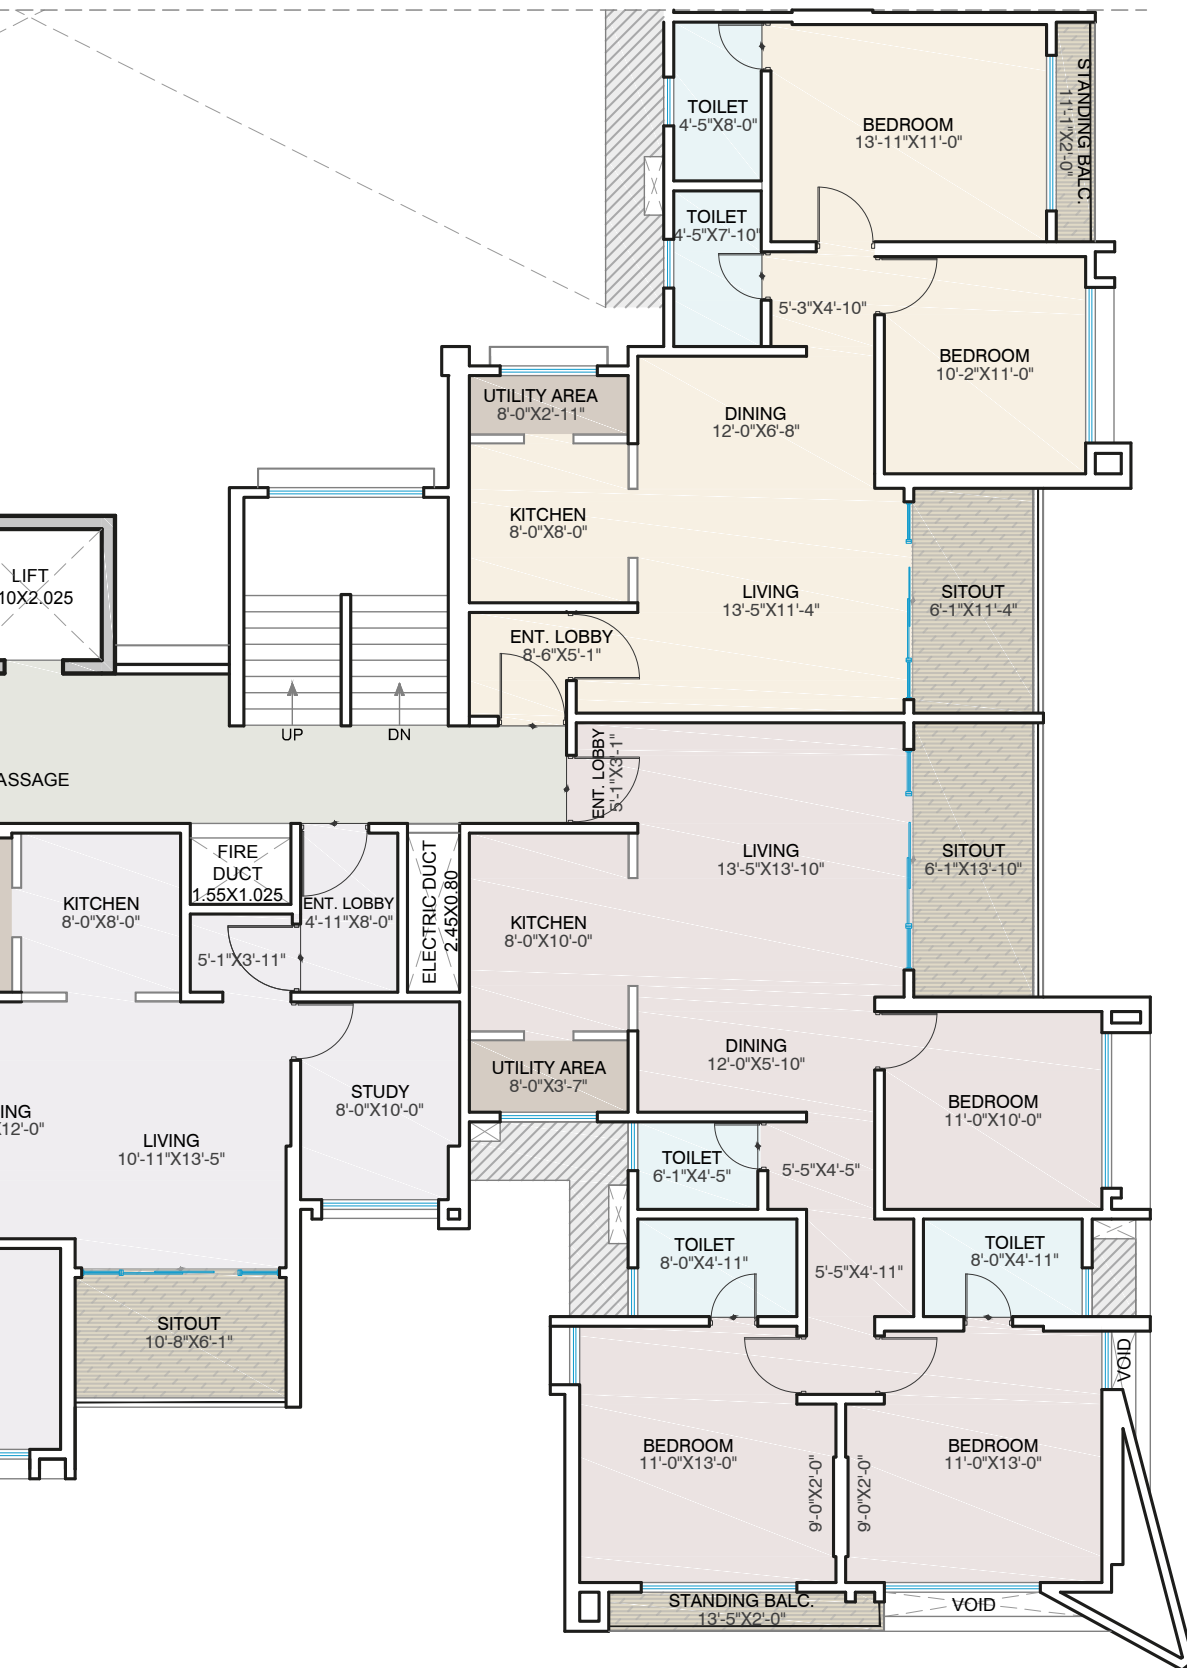 TOILET
4'-5"X8'-0"
BEDROOM
13'-11"X11'-0"
STANDING BALC.
11'-1"X2'-0"
TOILET
4'-5"X7'-10"
5'-3"X4'-10"
BEDROOM
10'-2"X11'-0"
UTILITY AREA
8'-0"X2'-11"
DINING
12'-0"X6'-8"
KITCHEN
8'-0"X8'-0"
LIFT
10X2.025
LIVING
13'-5"X11'-4"
SITOUT
6'-1"X11'-4"
ENT. LOBBY
8'-6"X5'-1"
UP
DN
ASSAGE
ENT. LOBBY
5'-1"X3'-1"
LIVING
13'-5"X13'-10"
SITOUT
6'-1"X13'-10"
FIRE
DUCT
1.55X1.025
KITCHEN
8'-0"X8'-0"
ENT. LOBBY
4'-11"X8'-0"
ELECTRIC DUCT
2.45X0.80
KITCHEN
8'-0"X10'-0"
5'-1"X3'-11"
DINING
12'-0"X5'-10"
UTILITY AREA
8'-0"X3'-7"
STUDY
8'-0"X10'-0"
BEDROOM
11'-0"X10'-0"
ING
X12'-0"
LIVING
10'-11"X13'-5"
TOILET
6'-1"X4'-5"
5'-5"X4'-5"
TOILET
8'-0"X4'-11"
5'-5"X4'-11"
TOILET
8'-0"X4'-11"
SITOUT
10'-8"X6'-1"
VOID
BEDROOM
11'-0"X13'-0"
9'-0"X2'-0"
9'-0"X2'-0"
BEDROOM
11'-0"X13'-0"
STANDING BALC.
13'-5"X2'-0"
VOID